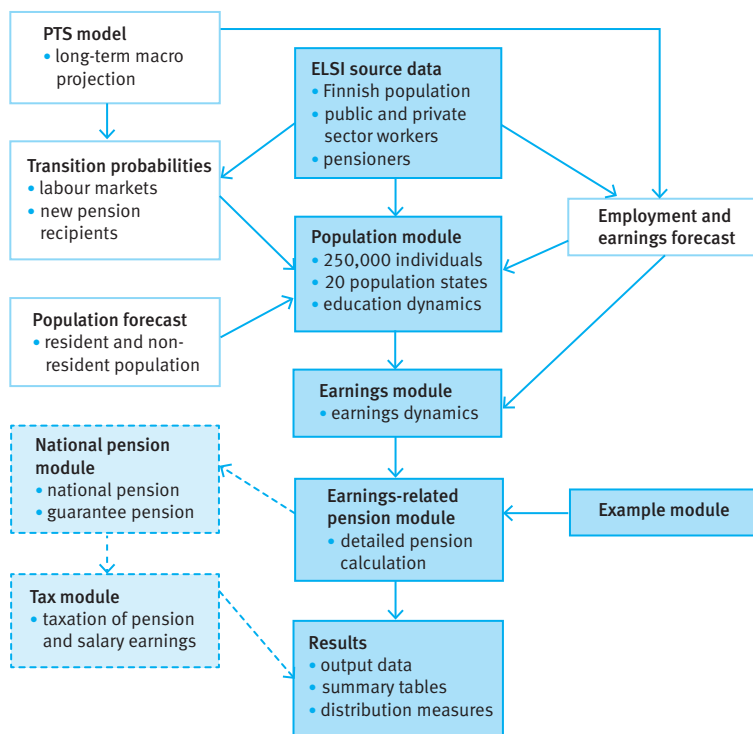 PTS model
• long-term macro
projection
ELSI source data
• Finnish population
• public and private
sector workers
• pensioners
Transition probabilities
• labour markets
• new pension
recipients
Employment and
earnings forecast
Population module
• 250,000 individuals
• 20 population states
• education dynamics
Population forecast
• resident and non-
resident population
Earnings module
• earnings dynamics
National pension
module
• national pension
• guarantee pension
Earnings-related
pension module
• detailed pension
calculation
Example module
Tax module
• taxation of pension
and salary earnings
Results
• output data
• summary tables
• distribution measures